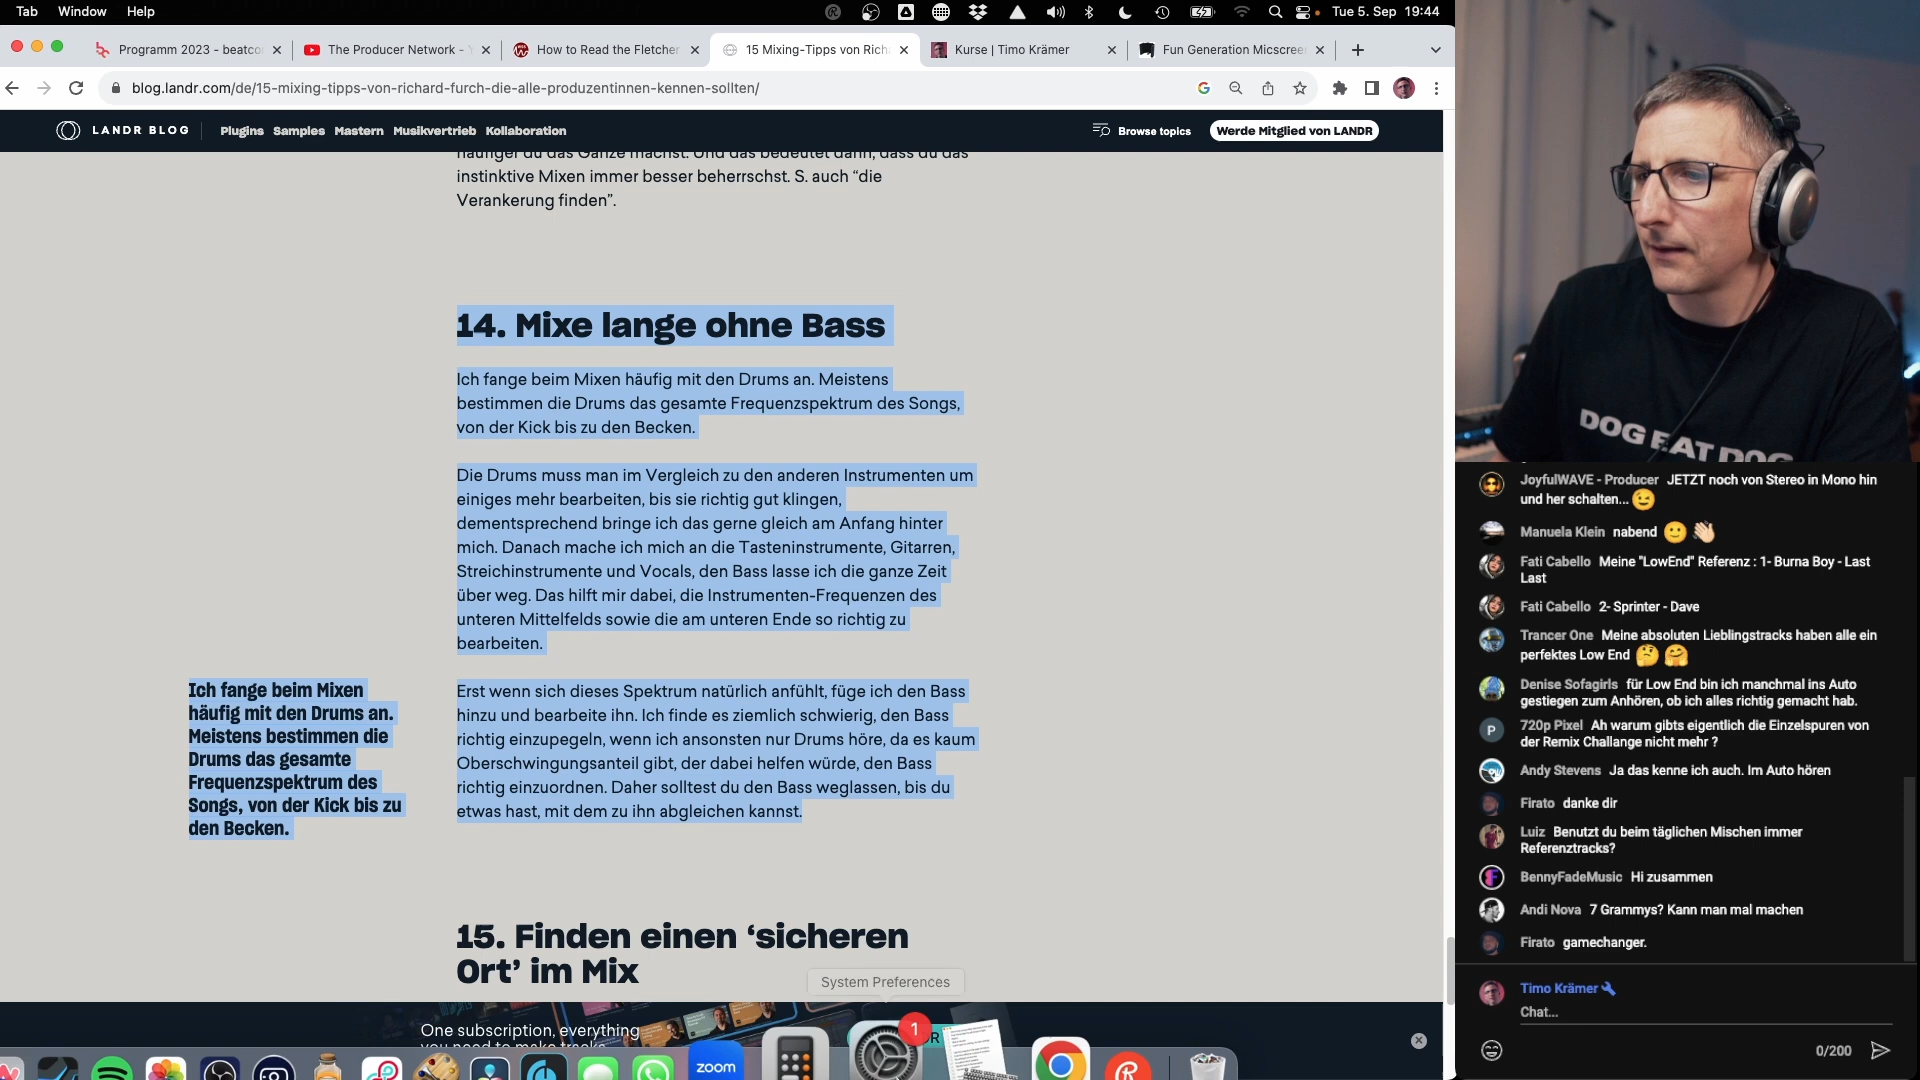 Tab Window Help
Tue 5. Sep 19:44
Programm 2023 - beatco
The Producer Network -
How to Read the Fletcher
15 Mixing-Tipps von Rich
Kurse | Timo Krämer
Fun Generation Micscree
blog.landr.com/de/15-mixing-tipps-von-richard-furch-die-alle-produzentinnen-kennen-sollten/
LANDR BLOG
Plugins Samples Mastern Musikvertrieb Kollaboration
Browse topics
Werde Mitglied von LANDR
häufiger du das Ganze machst. Und das bedeutet dann, dass du das
instinktive Mixen immer besser beherrschst. S. auch “die
Verankerung finden”.
14. Mixe lange ohne Bass
Ich fange beim Mixen häufig mit den Drums an. Meistens
bestimmen die Drums das gesamte Frequenzspektrum des Songs,
von der Kick bis zu den Becken.
Die Drums muss man im Vergleich zu den anderen Instrumenten um
einiges mehr bearbeiten, bis sie richtig gut klingen,
dementsprechend bringe ich das gerne gleich am Anfang hinter
mich. Danach mache ich mich an die Tasteninstrumente, Gitarren,
Streichinstrumente und Vocals, den Bass lasse ich die ganze Zeit
über weg. Das hilft mir dabei, die Instrumenten-Frequenzen des
unteren Mittelfelds sowie die am unteren Ende so richtig zu
bearbeiten.
Ich fange beim Mixen
häufig mit den Drums an.
Meistens bestimmen die
Drums das gesamte
Frequenzspektrum des
Songs, von der Kick bis zu
den Becken.
Erst wenn sich dieses Spektrum natürlich anfühlt, füge ich den Bass
hinzu und bearbeite ihn. Ich finde es ziemlich schwierig, den Bass
richtig einzupegeln, wenn ich ansonsten nur Drums höre, da es kaum
Oberschwingungsanteil gibt, der dabei helfen würde, den Bass
richtig einzuordnen. Daher solltest du den Bass weglassen, bis du
etwas hast, mit dem zu ihn abgleichen kannst.
15. Finden einen ‘sicheren
Ort’ im Mix
System Preferences
One subscription, everything
you need to make tracks
1
zoom
DOG EAT DOG
JoyfulWAVE - Producer JETZT noch von Stereo in Mono hin
und her schalten... 😉
Manuela Klein nabend 🙂 👋🏻
Fati Cabello Meine "LowEnd" Referenz : 1- Burna Boy - Last
Last
Fati Cabello 2- Sprinter - Dave
Trancer One Meine absoluten Lieblingstracks haben alle ein
perfektes Low End 🤔 🤗
Denise Sofagirls für Low End bin ich manchmal ins Auto
gestiegen zum Anhören, ob ich alles richtig gemacht hab.
P
720p Pixel Ah warum gibts eigentlich die Einzelspuren von
der Remix Challange nicht mehr ?
Andy Stevens Ja das kenne ich auch. Im Auto hören
Firato danke dir
Luiz Benutzt du beim täglichen Mischen immer
Referenztracks?
BennyFadeMusic Hi zusammen
Andi Nova 7 Grammys? Kann man mal machen
Firato gamechanger.
Timo Krämer
Chat...
0/200